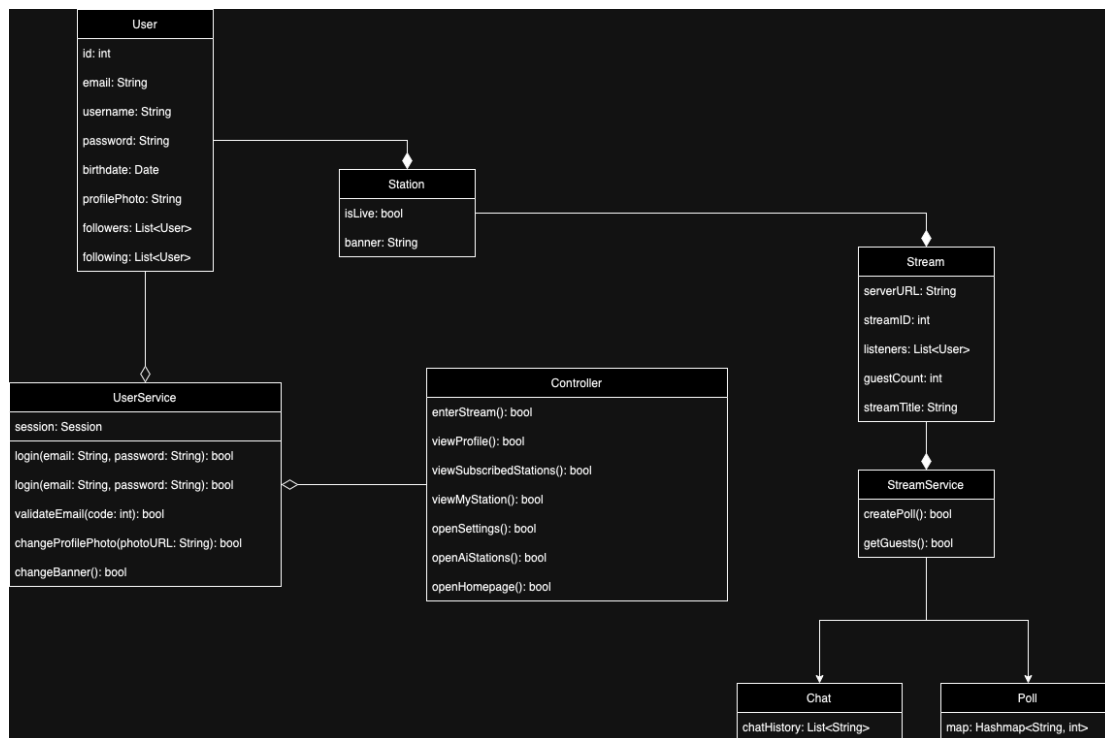 User
id: int
email: String
username: String
password: String
birthdate: Date
profilePhoto: String
followers: List<User>
following: List<User>
Station
isLive: bool
banner: String
Stream
serverURL: String
streamID: int
listeners: List<User>
guestCount: int
streamTitle: String
UserService
session: Session
login(email: String, password: String): bool
login(email: String, password: String): bool
validateEmail(code: int): bool
changeProfilePhoto(photoURL: String): bool
changeBanner(): bool
Controller
enterStream(): bool
viewProfile(): bool
viewSubscribedStations(): bool
viewMyStation(): bool
openSettings(): bool
openAiStations(): bool
openHomepage(): bool
StreamService
createPoll(): bool
getGuests(): bool
Chat
chatHistory: List<String>
Poll
map: Hashmap<String, int>